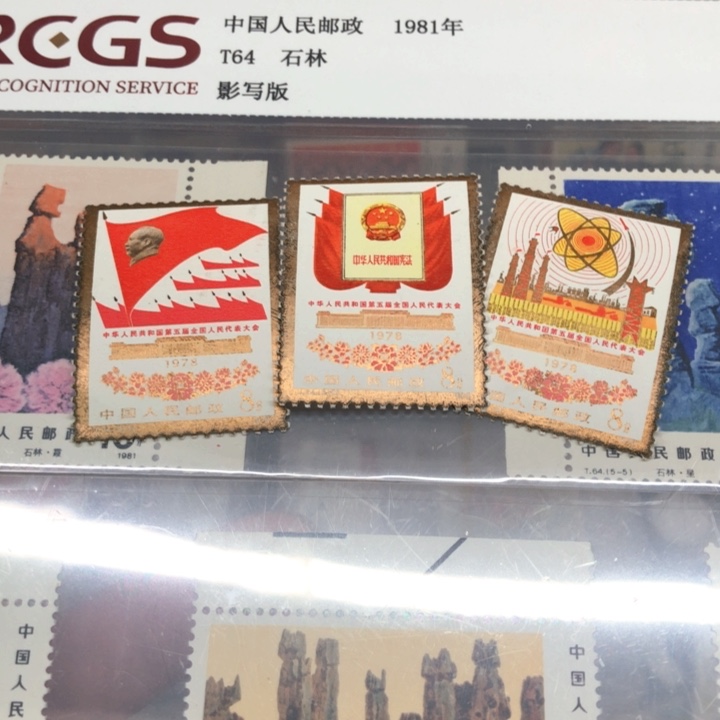 RCGS
COGNITION SERVICE
中国人民邮政 1981年
T64 石林
影写版
中华人民共和国第五届全国人民代表大会
1978
中国人民邮政 8分
中华人民共和国宪法
中华人民共和国第五届全国人民代表大会
1978
中国人民邮政 8分
中华人民共和国第五届全国人民代表大会
1978
国人民邮政 8分
人民邮政
1981
中国人民邮政
T.64.(5-5) 石林·
中国人民
中国人